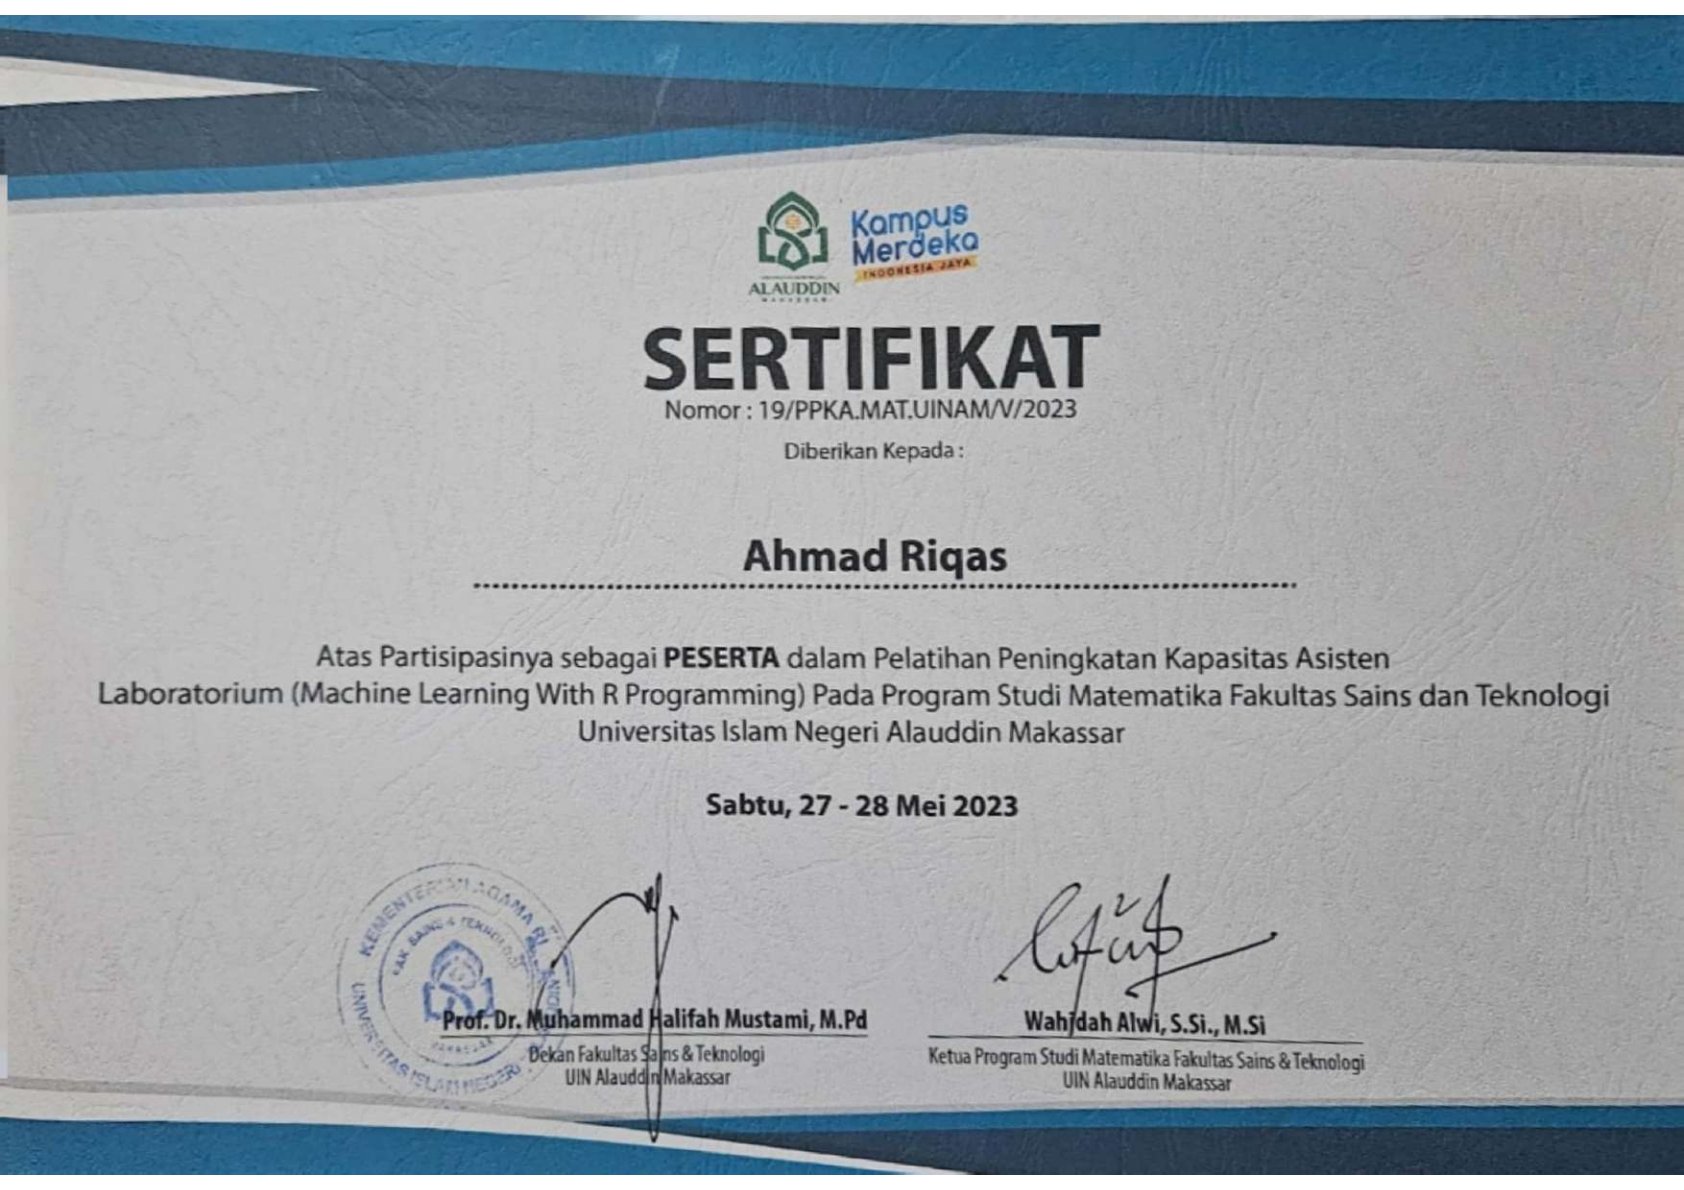 ALAUDDIN
MAKASSAR
Kampus
Merdeka
INDONESIA JAYA
SERTIFIKAT
Nomor : 19/PPKA.MAT.UINAM/V/2023
Diberikan Kepada :
Ahmad Riqas
Atas Partisipasinya sebagai PESERTA dalam Pelatihan Peningkatan Kapasitas Asisten
Laboratorium (Machine Learning With R Programming) Pada Program Studi Matematika Fakultas Sains dan Teknologi
Universitas Islam Negeri Alauddin Makassar
Sabtu, 27 - 28 Mei 2023
KEMENTERIAN AGAMA RI
FAK. SAINS & TEKNOLOGI
UNIVERSITAS ISLAM NEGERI
Prof. Dr. Muhammad Halifah Mustami, M.Pd
Dekan Fakultas Sains & Teknologi
UIN Alauddin Makassar
Wahidah Alwi, S.Si., M.Si
Ketua Program Studi Matematika Fakultas Sains & Teknologi
UIN Alauddin Makassar